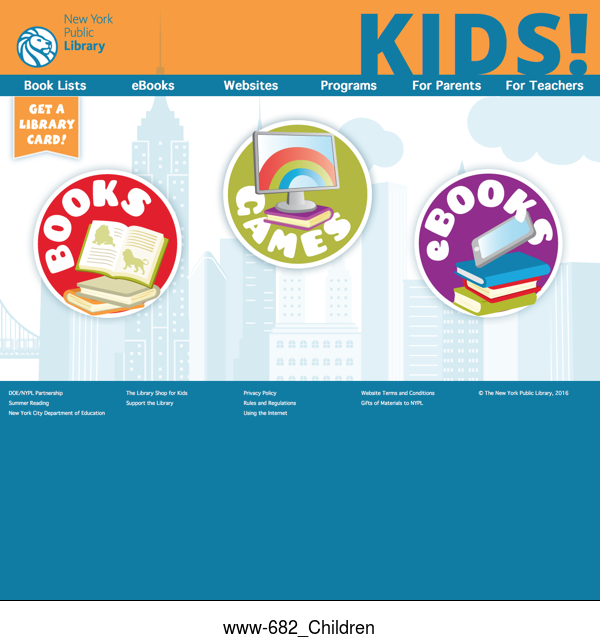 New York
Public
Library
KIDS!
Book Lists eBooks Websites Programs For Parents For Teachers
GET A
LIBRARY
CARD!
BOOKS
GAMES
eBOOKS
DOE/NYPL Partnership
Summer Reading
New York City Department of Education
The Library Shop for Kids
Support the Library
Privacy Policy
Rules and Regulations
Using the Internet
Website Terms and Conditions
Gifts of Materials to NYPL
© The New York Public Library, 2016
www-682_Children